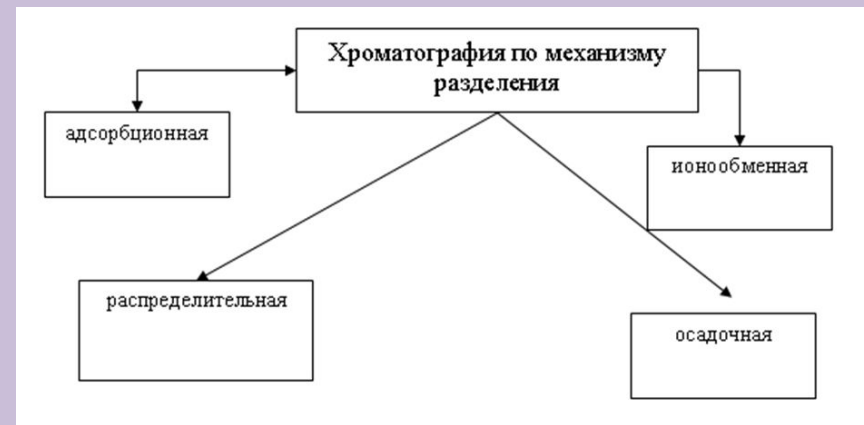 Хроматография по механизму
разделения
адсорбционная
ионообменная
распределительная
осадочная